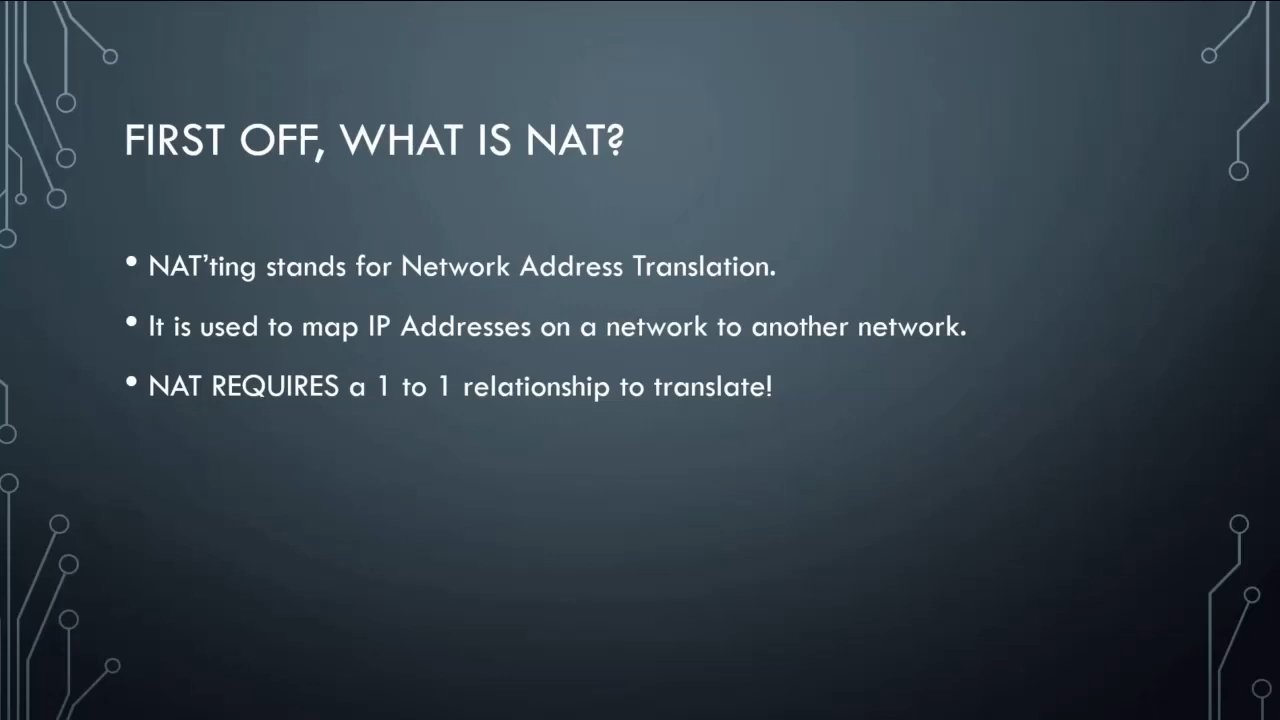 FIRST OFF, WHAT IS NAT?
• NAT’ting stands for Network Address Translation.
• It is used to map IP Addresses on a network to another network.
• NAT REQUIRES a 1 to 1 relationship to translate!